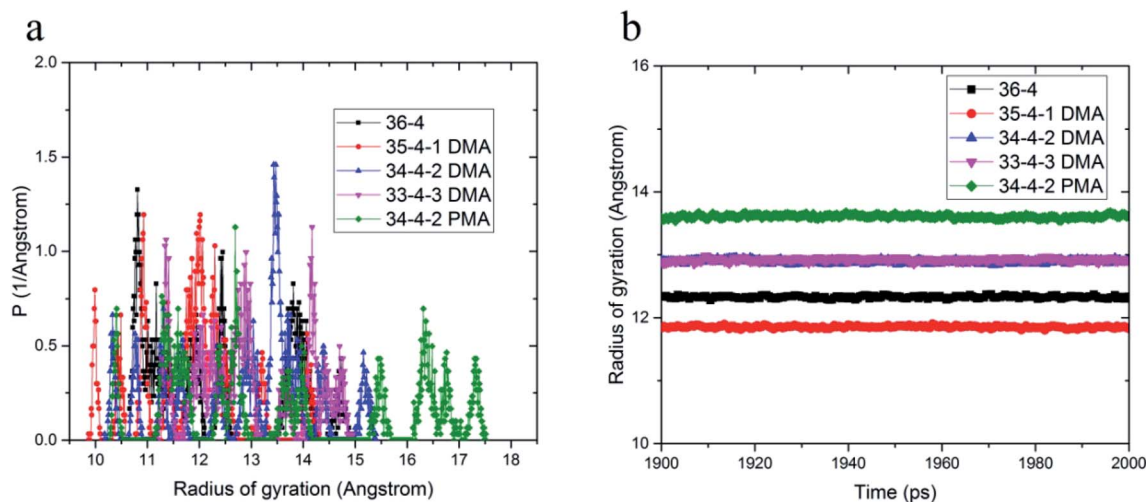 a
2.0
1.5
1.0
0.5
0.0
P (1/Angstrom)
36-4
35-4-1 DMA
34-4-2 DMA
33-4-3 DMA
34-4-2 PMA
10 11 12 13 14 15 16 17 18
Radius of gyration (Angstrom)
b
16
14
12
10
Radius of gyration (Angstrom)
36-4
35-4-1 DMA
34-4-2 DMA
33-4-3 DMA
34-4-2 PMA
1900 1920 1940 1960 1980 2000
Time (ps)